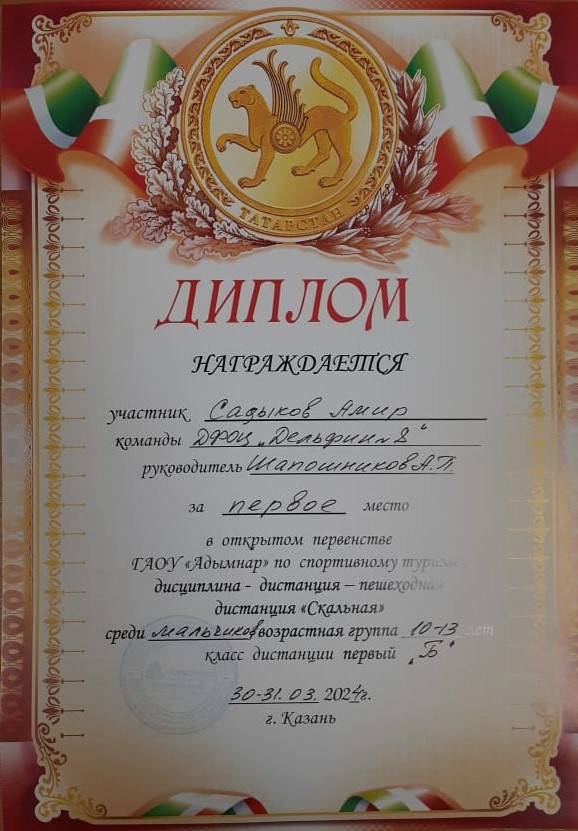 ТАТАРСТАН
ДИПЛОМ
НАГРАЖДАЕТСЯ
участник Садыков Амир
команды ДФОЦ „Дельфин 8"
руководитель Шапошников А.П.
за первое место
в открытом первенстве
ГАОУ «Адымнар» по спортивному туризму
дисциплина - дистанция – пешеходная
дистанция «Скальная»
среди мальчиков возрастная группа 10-13 лет
класс дистанции первый „Б"
30-31.03. 2024г.
г. Казань